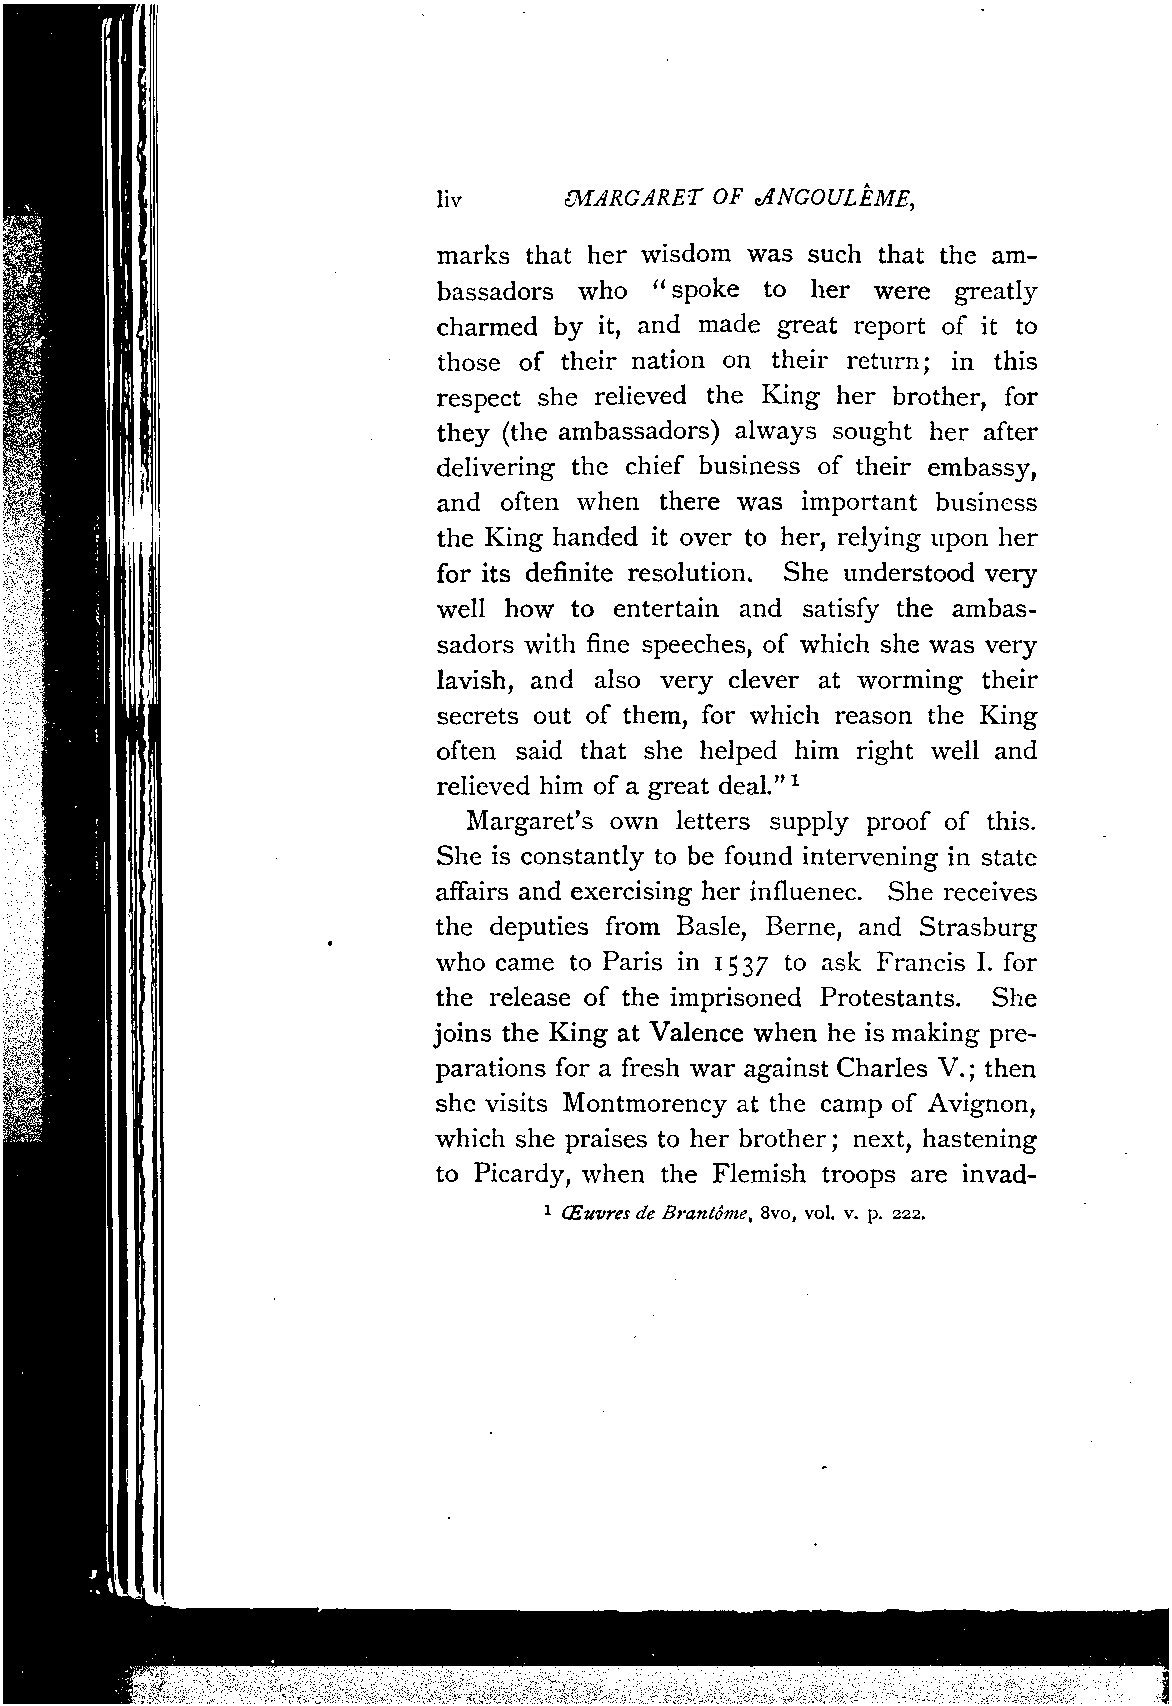 liv MARGARET OF ANGOULÊME,
marks that her wisdom was such that the am-
bassadors who “spoke to her were greatly
charmed by it, and made great report of it to
those of their nation on their return; in this
respect she relieved the King her brother, for
they (the ambassadors) always sought her after
delivering the chief business of their embassy,
and often when there was important business
the King handed it over to her, relying upon her
for its definite resolution. She understood very
well how to entertain and satisfy the ambas-
sadors with fine speeches, of which she was very
lavish, and also very clever at worming their
secrets out of them, for which reason the King
often said that she helped him right well and
relieved him of a great deal.” ¹
Margaret's own letters supply proof of this.
She is constantly to be found intervening in state
affairs and exercising her influenec. She receives
the deputies from Basle, Berne, and Strasburg
who came to Paris in 1537 to ask Francis I. for
the release of the imprisoned Protestants. She
joins the King at Valence when he is making pre-
parations for a fresh war against Charles V.; then
she visits Montmorency at the camp of Avignon,
which she praises to her brother; next, hastening
to Picardy, when the Flemish troops are invad-
¹ Œuvres de Brantôme, 8vo, vol. v. p. 222.